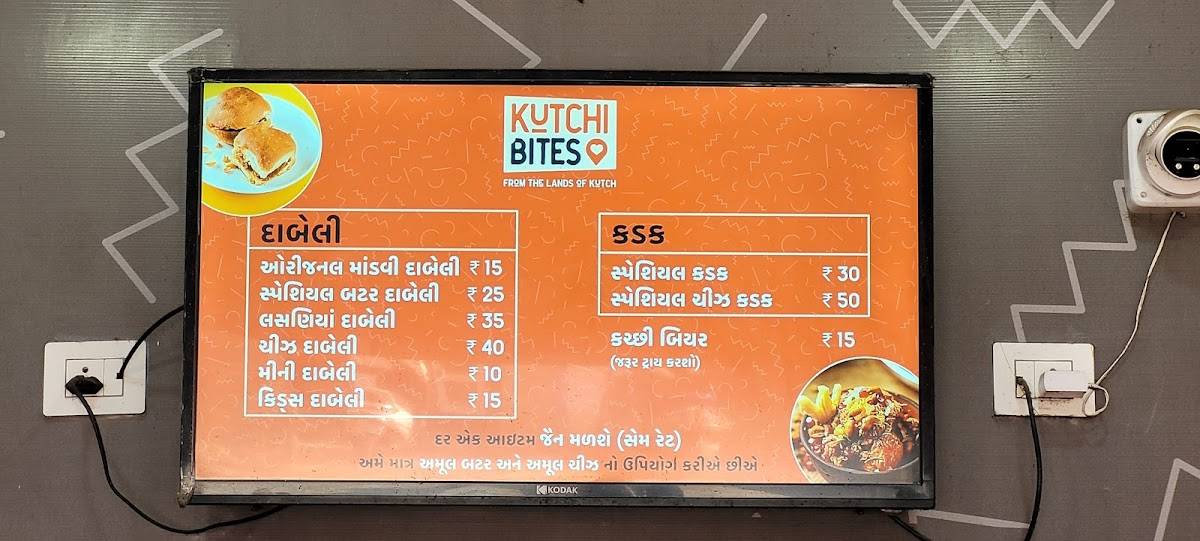 KUTCHI
BITES
FROM THE LANDS OF KUTCH
દાબેલી
ઓરીજનલ માંડવી દાબેલી ₹ 15
સ્પેશિયલ બટર દાબેલી ₹ 25
લસણિયાં દાબેલી ₹ 35
ચીઝ દાબેલી ₹ 40
મીની દાબેલી ₹ 10
કિડ્સ દાબેલી ₹ 15
કડક
સ્પેશિયલ કડક ₹ 30
સ્પેશિયલ ચીઝ કડક ₹ 50
કચ્છી બિયર ₹ 15
(જરૂર ટ્રાય કરશો)
દર એક આઇટમ જૈન મળશે (સેમ રેટ)
અમે માત્ર અમૂલ બટર અને અમૂલ ચીઝ નો ઉપિયોગ કરીએ છીએ
KODAK